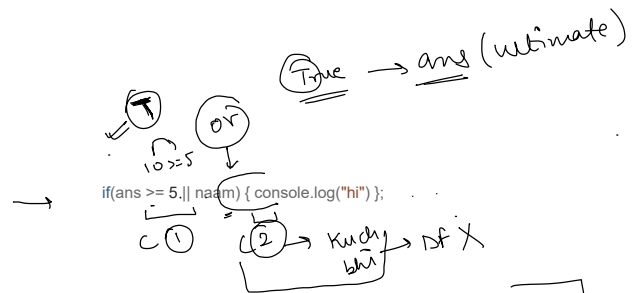 True → ans (ultimate)
T
or
10>=5
→ if(ans >= 5.|| naam) { console.log("hi") };
C ① C ② → Kuch bhi → Df X